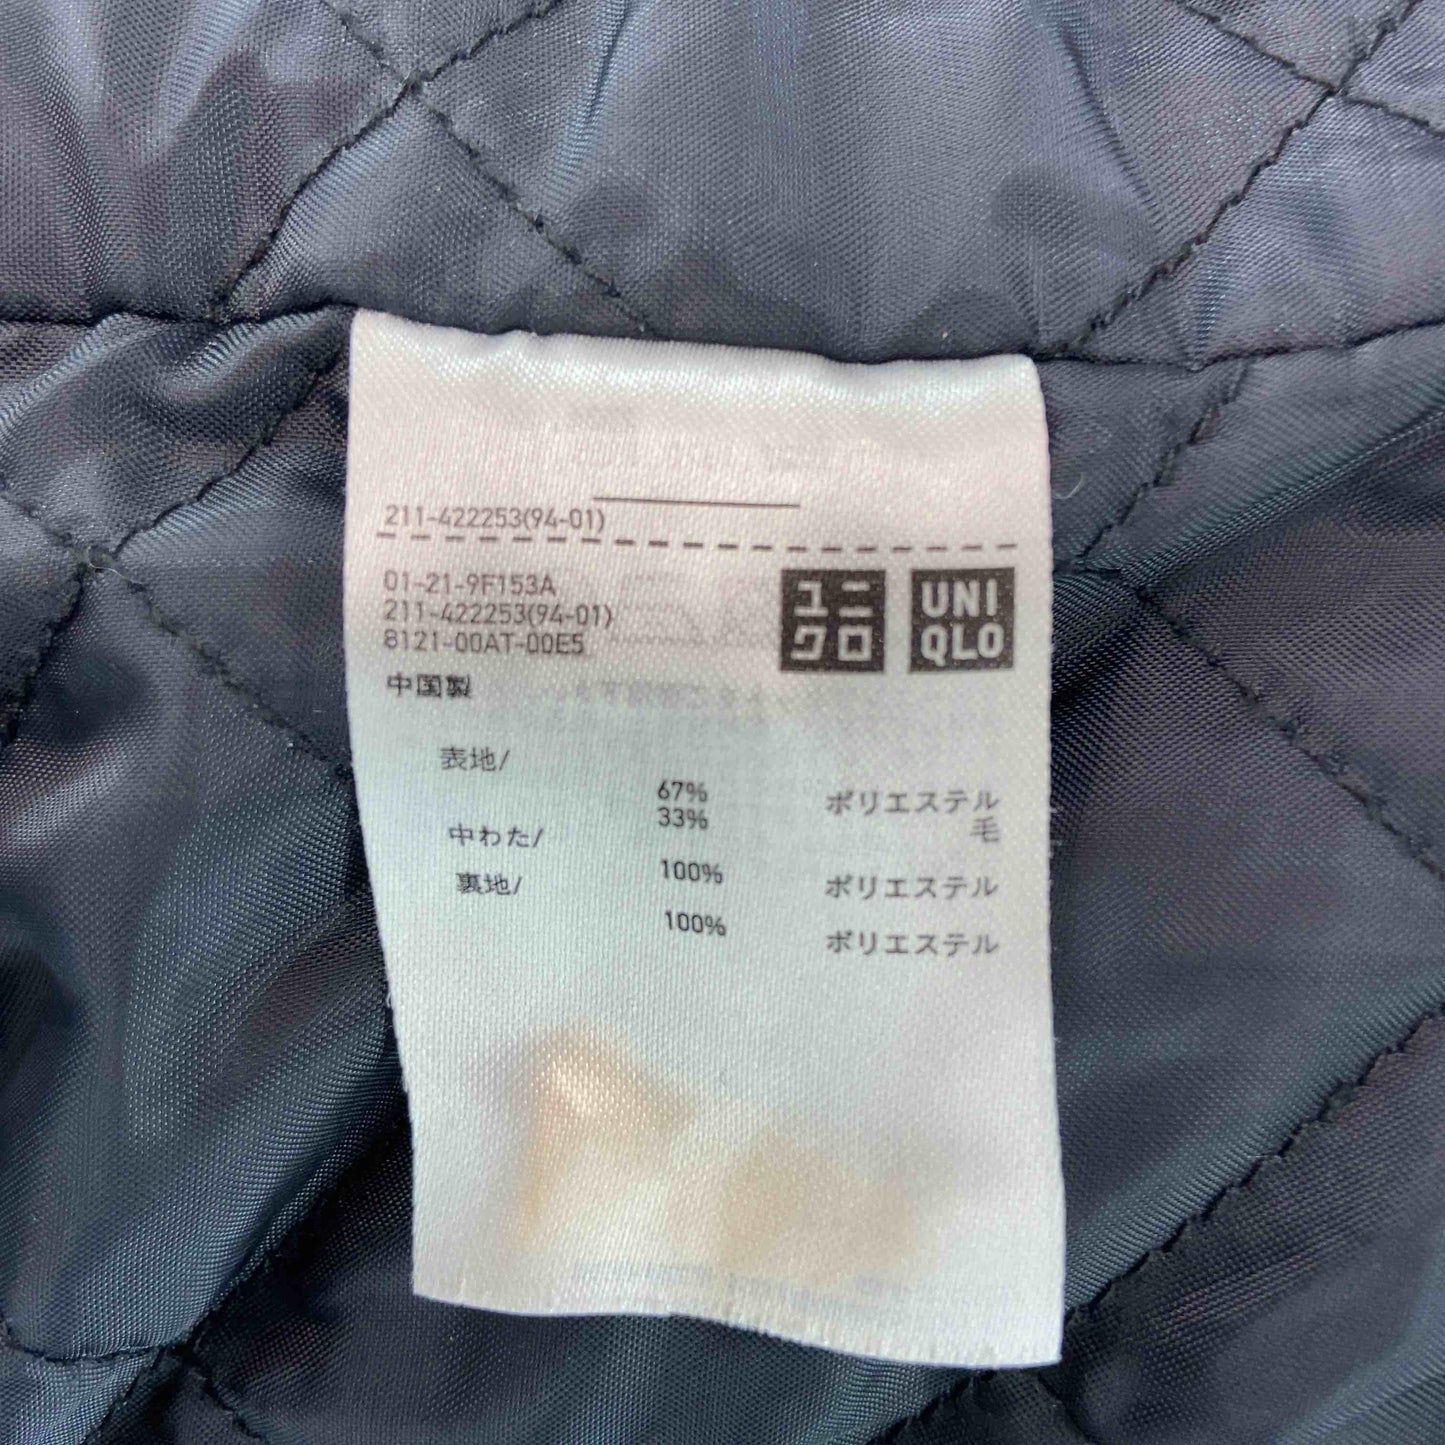 211-422253(94-01)
01-21-9F153A
211-422253(94-01)
8121-00AT-00E5
中国製
ユニ
クロ
UNI
QLO
表地/
67% ポリエステル
33% 毛
中わた/
100% ポリエステル
裏地/
100% ポリエステル